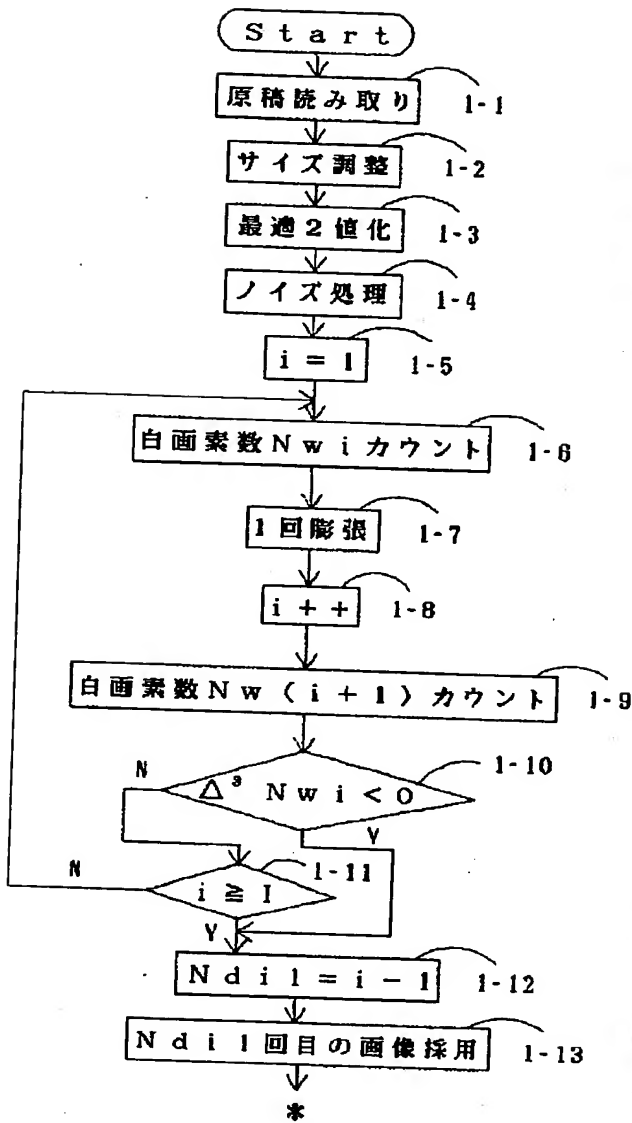 Start
原稿読み取り
1-1
サイズ調整
1-2
最適2値化
1-3
ノイズ処理
1-4
i = 1
1-5
白画素数Nwiカウント
1-6
1回膨張
1-7
i++
1-8
白画素数Nw(i+1)カウント
1-9
Δ³ Nwi<0
1-10
N
Y
i ≧ I
1-11
N
Y
Ndil=i-1
1-12
Ndil回目の画像採用
1-13
*